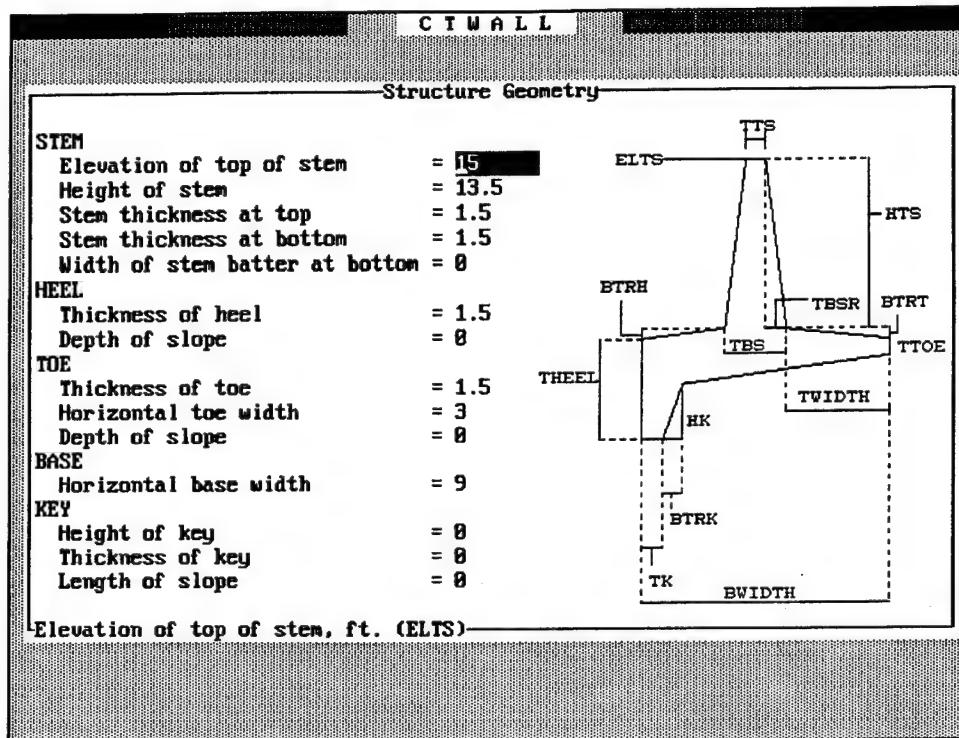 C T W A L L
Structure Geometry
STEM
Elevation of top of stem = 15
Height of stem = 13.5
Stem thickness at top = 1.5
Stem thickness at bottom = 1.5
Width of stem batter at bottom = 0
HEEL
Thickness of heel = 1.5
Depth of slope = 0
TOE
Thickness of toe = 1.5
Horizontal toe width = 3
Depth of slope = 0
BASE
Horizontal base width = 9
KEY
Height of key = 0
Thickness of key = 0
Length of slope = 0
Elevation of top of stem, ft. (ELTS)
TTS
ELTS
HTS
BTRH
TBSR
BTRT
TBS
TTOE
THEEL
TWIDTH
HK
BTRK
TK
BWIDTH